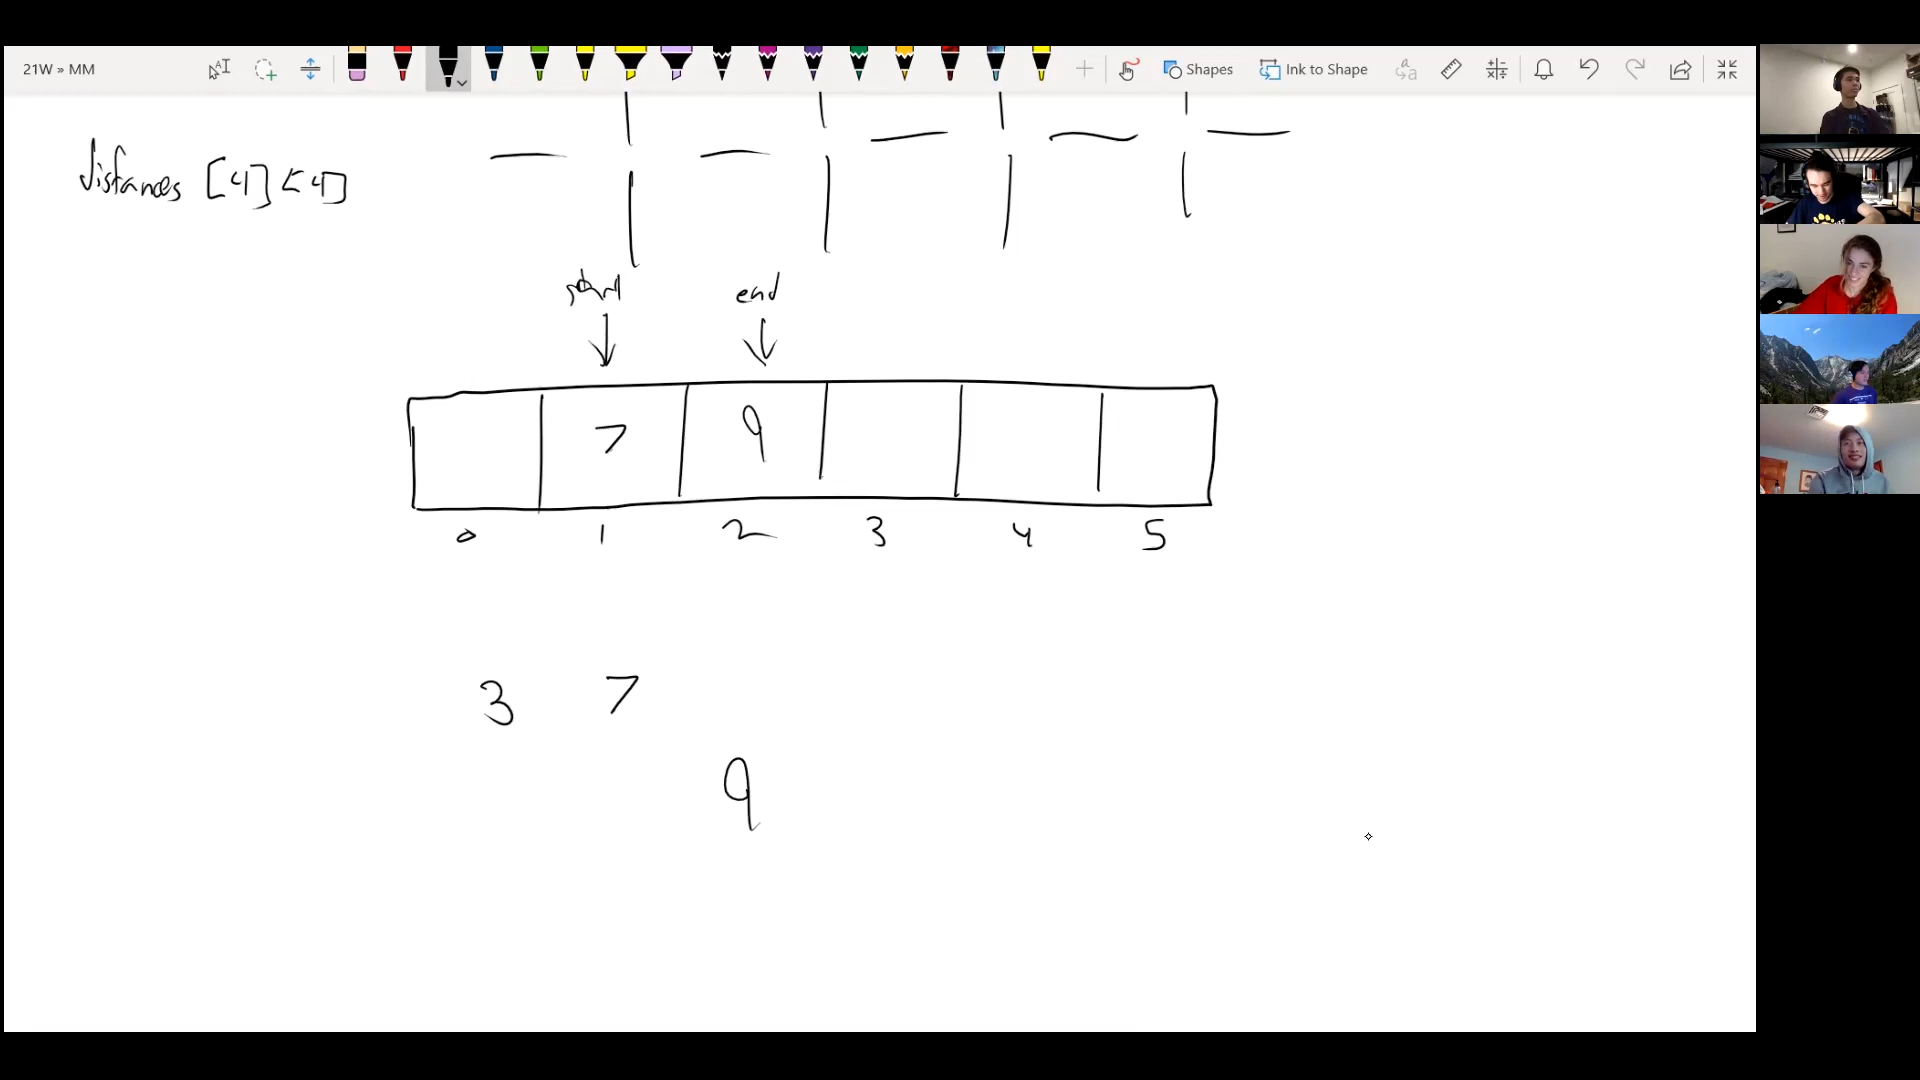 21W » MM
Shapes
Ink to Shape
distances [4][4]
start end
7 9
0 1 2 3 4 5
3 7
9